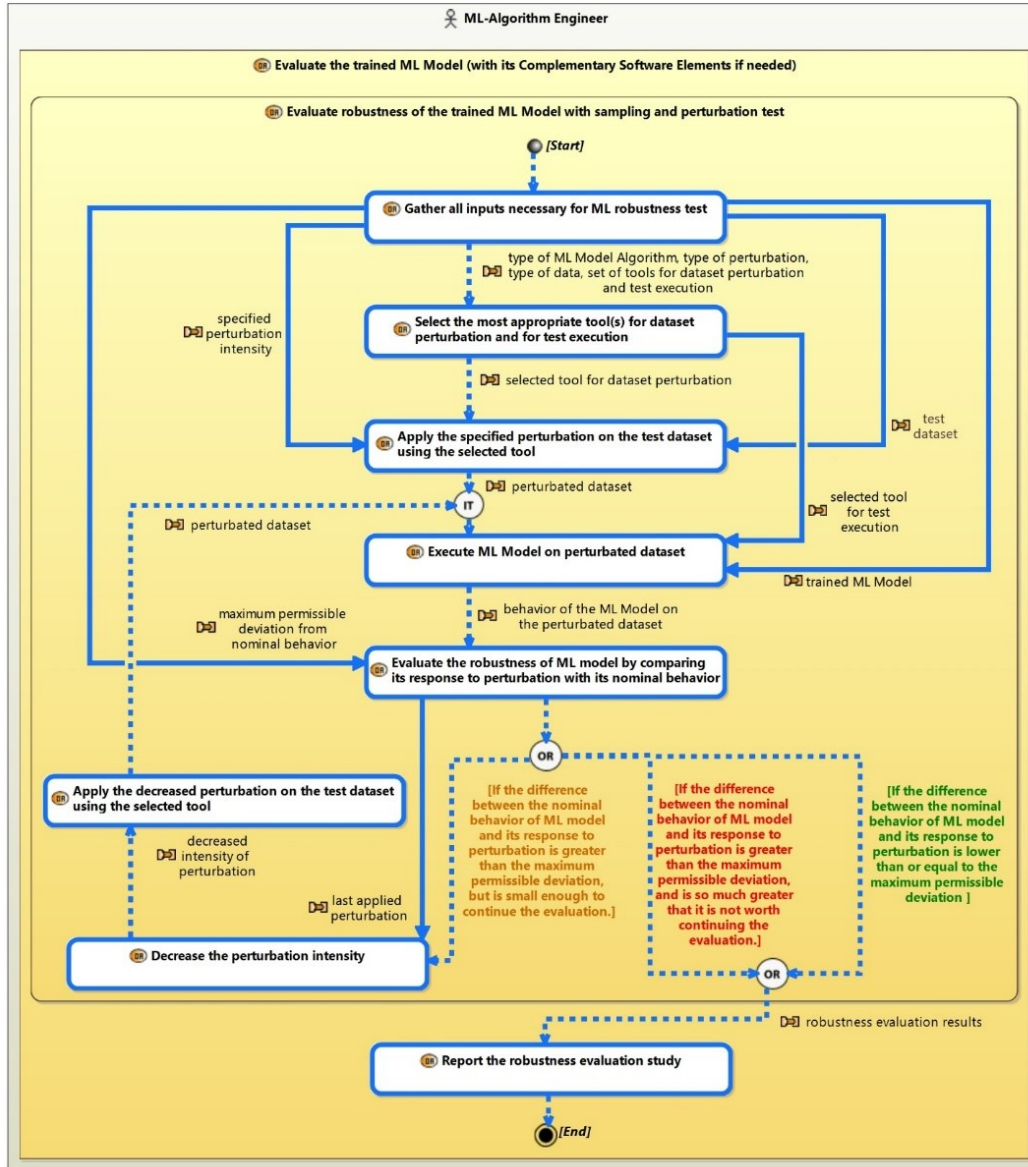 ML-Algorithm Engineer
Evaluate the trained ML Model (with its Complementary Software Elements if needed)
Evaluate robustness of the trained ML Model with sampling and perturbation test
[Start]
Gather all inputs necessary for ML robustness test
type of ML Model Algorithm, type of perturbation,
type of data, set of tools for dataset perturbation
and test execution
specified
perturbation
intensity
Select the most appropriate tool(s) for dataset
perturbation and for test execution
selected tool for dataset perturbation
test
dataset
Apply the specified perturbation on the test dataset
using the selected tool
perturbated dataset
IT
perturbated dataset
selected tool
for test
execution
Execute ML Model on perturbated dataset
trained ML Model
maximum permissible
deviation from
nominal behavior
behavior of the ML Model on
the perturbated dataset
Evaluate the robustness of ML model by comparing
its response to perturbation with its nominal behavior
OR
Apply the decreased perturbation on the test dataset
using the selected tool
[If the difference
between the nominal
behavior of ML model
and its response to
perturbation is greater
than the maximum
permissible deviation,
but is small enough to
continue the evaluation.]
[If the difference
between the nominal
behavior of ML model
and its response to
perturbation is greater
than the maximum
permissible deviation,
and is so much greater
that it is not worth
continuing the
evaluation.]
[If the difference
between the nominal
behavior of ML model
and its response to
perturbation is lower
than or equal to the
maximum permissible
deviation ]
decreased
intensity of
perturbation
last applied
perturbation
Decrease the perturbation intensity
OR
robustness evaluation results
Report the robustness evaluation study
[End]